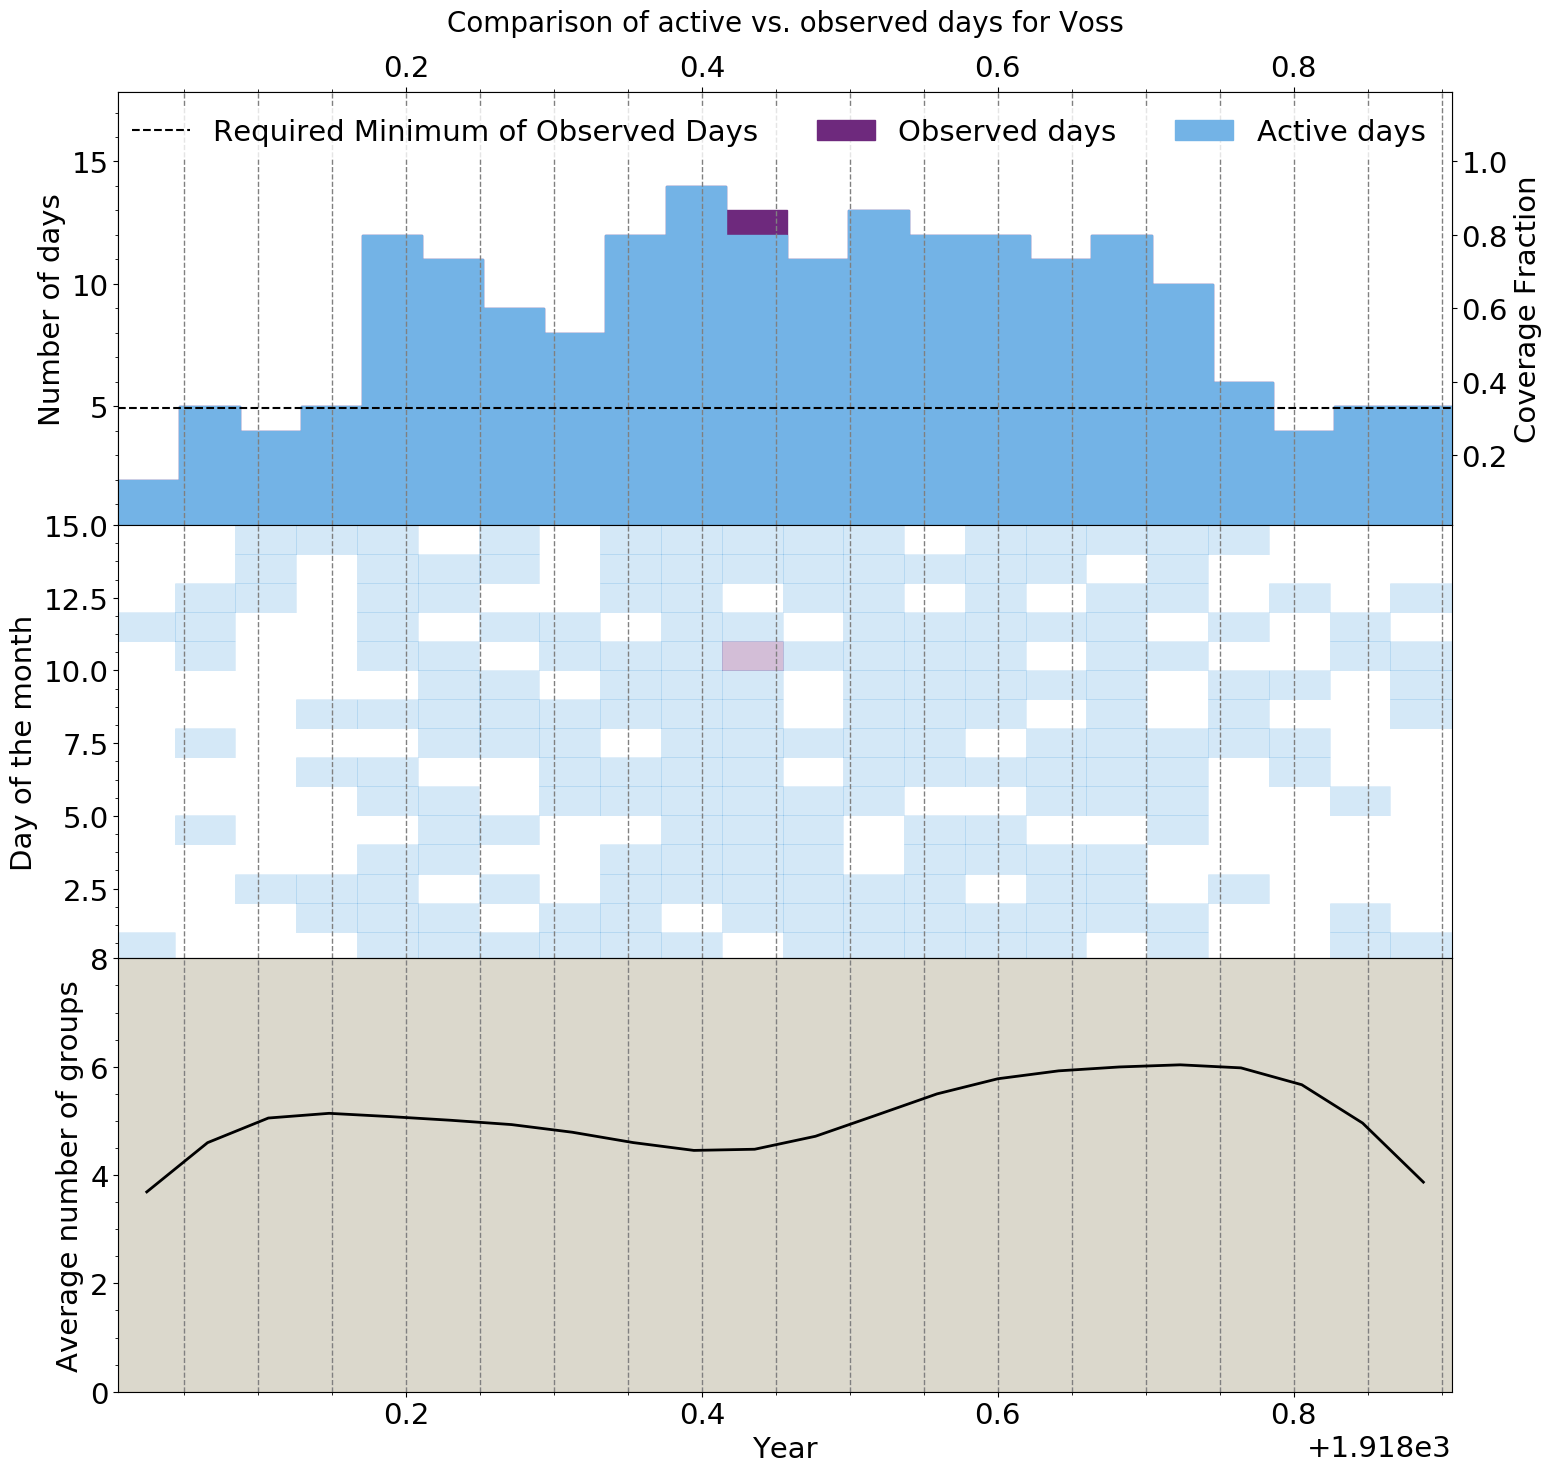 Comparison of active vs. observed days for Voss
0.2 0.4 0.6 0.8
Required Minimum of Observed Days Observed days Active days
Number of days
15
10
5
Coverage Fraction
1.0
0.8
0.6
0.4
0.2
Day of the month
15.0
12.5
10.0
7.5
5.0
2.5
Average number of groups
8
6
4
2
0
0.2 0.4 0.6 0.8
Year
+1.918e3